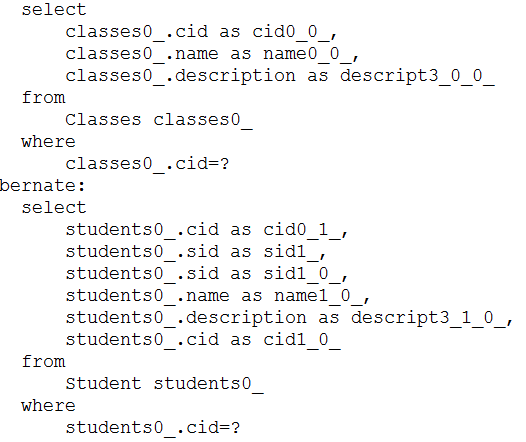 select
classes0_.cid as cid0_0_,
classes0_.name as name0_0_,
classes0_.description as descript3_0_0_
from
Classes classes0_
where
classes0_.cid=?
bernate:
select
students0_.cid as cid0_1_,
students0_.sid as sid1_,
students0_.sid as sid1_0_,
students0_.name as name1_0_,
students0_.description as descript3_1_0_,
students0_.cid as cid1_0_
from
Student students0_
where
students0_.cid=?